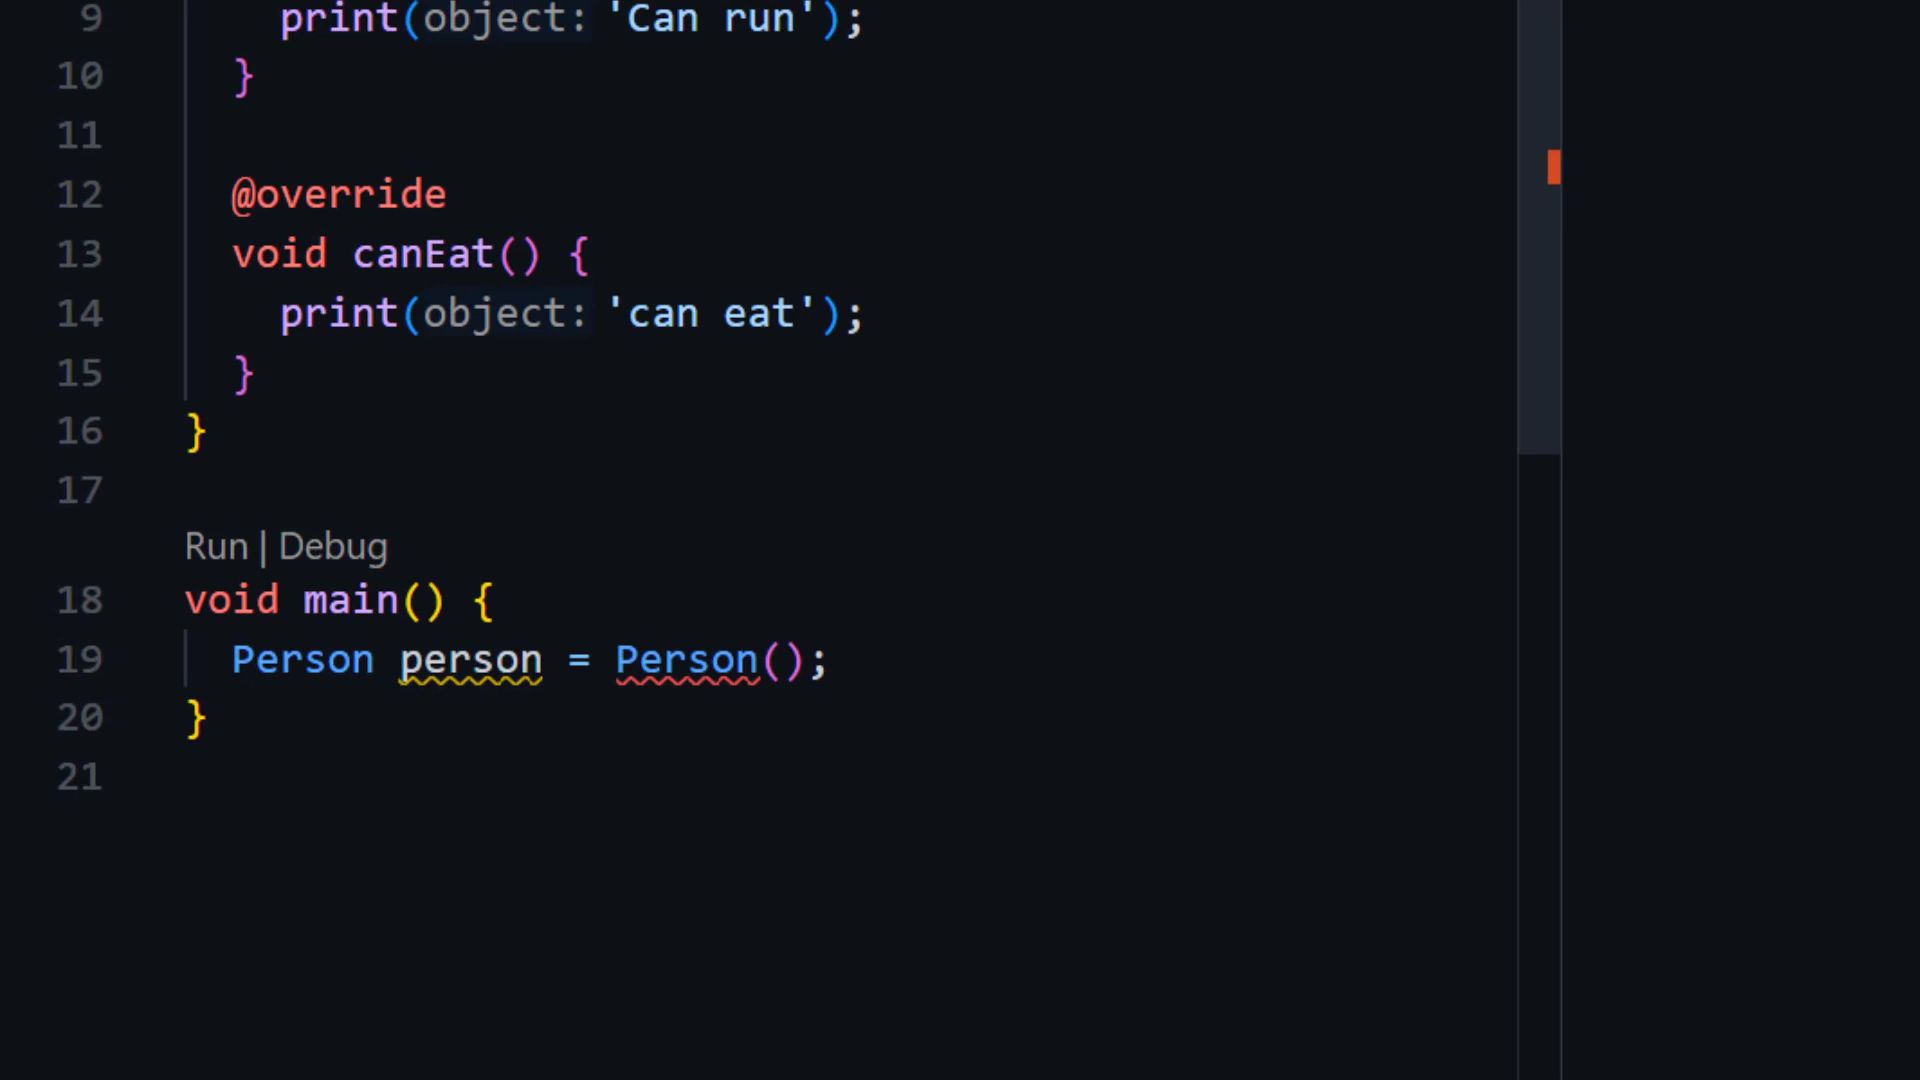 9 print(object: 'Can run');
10 }
11
12 @override
13 void canEat() {
14 print(object: 'can eat');
15 }
16 }
17
Run | Debug
18 void main() {
19 Person person = Person();
20 }
21